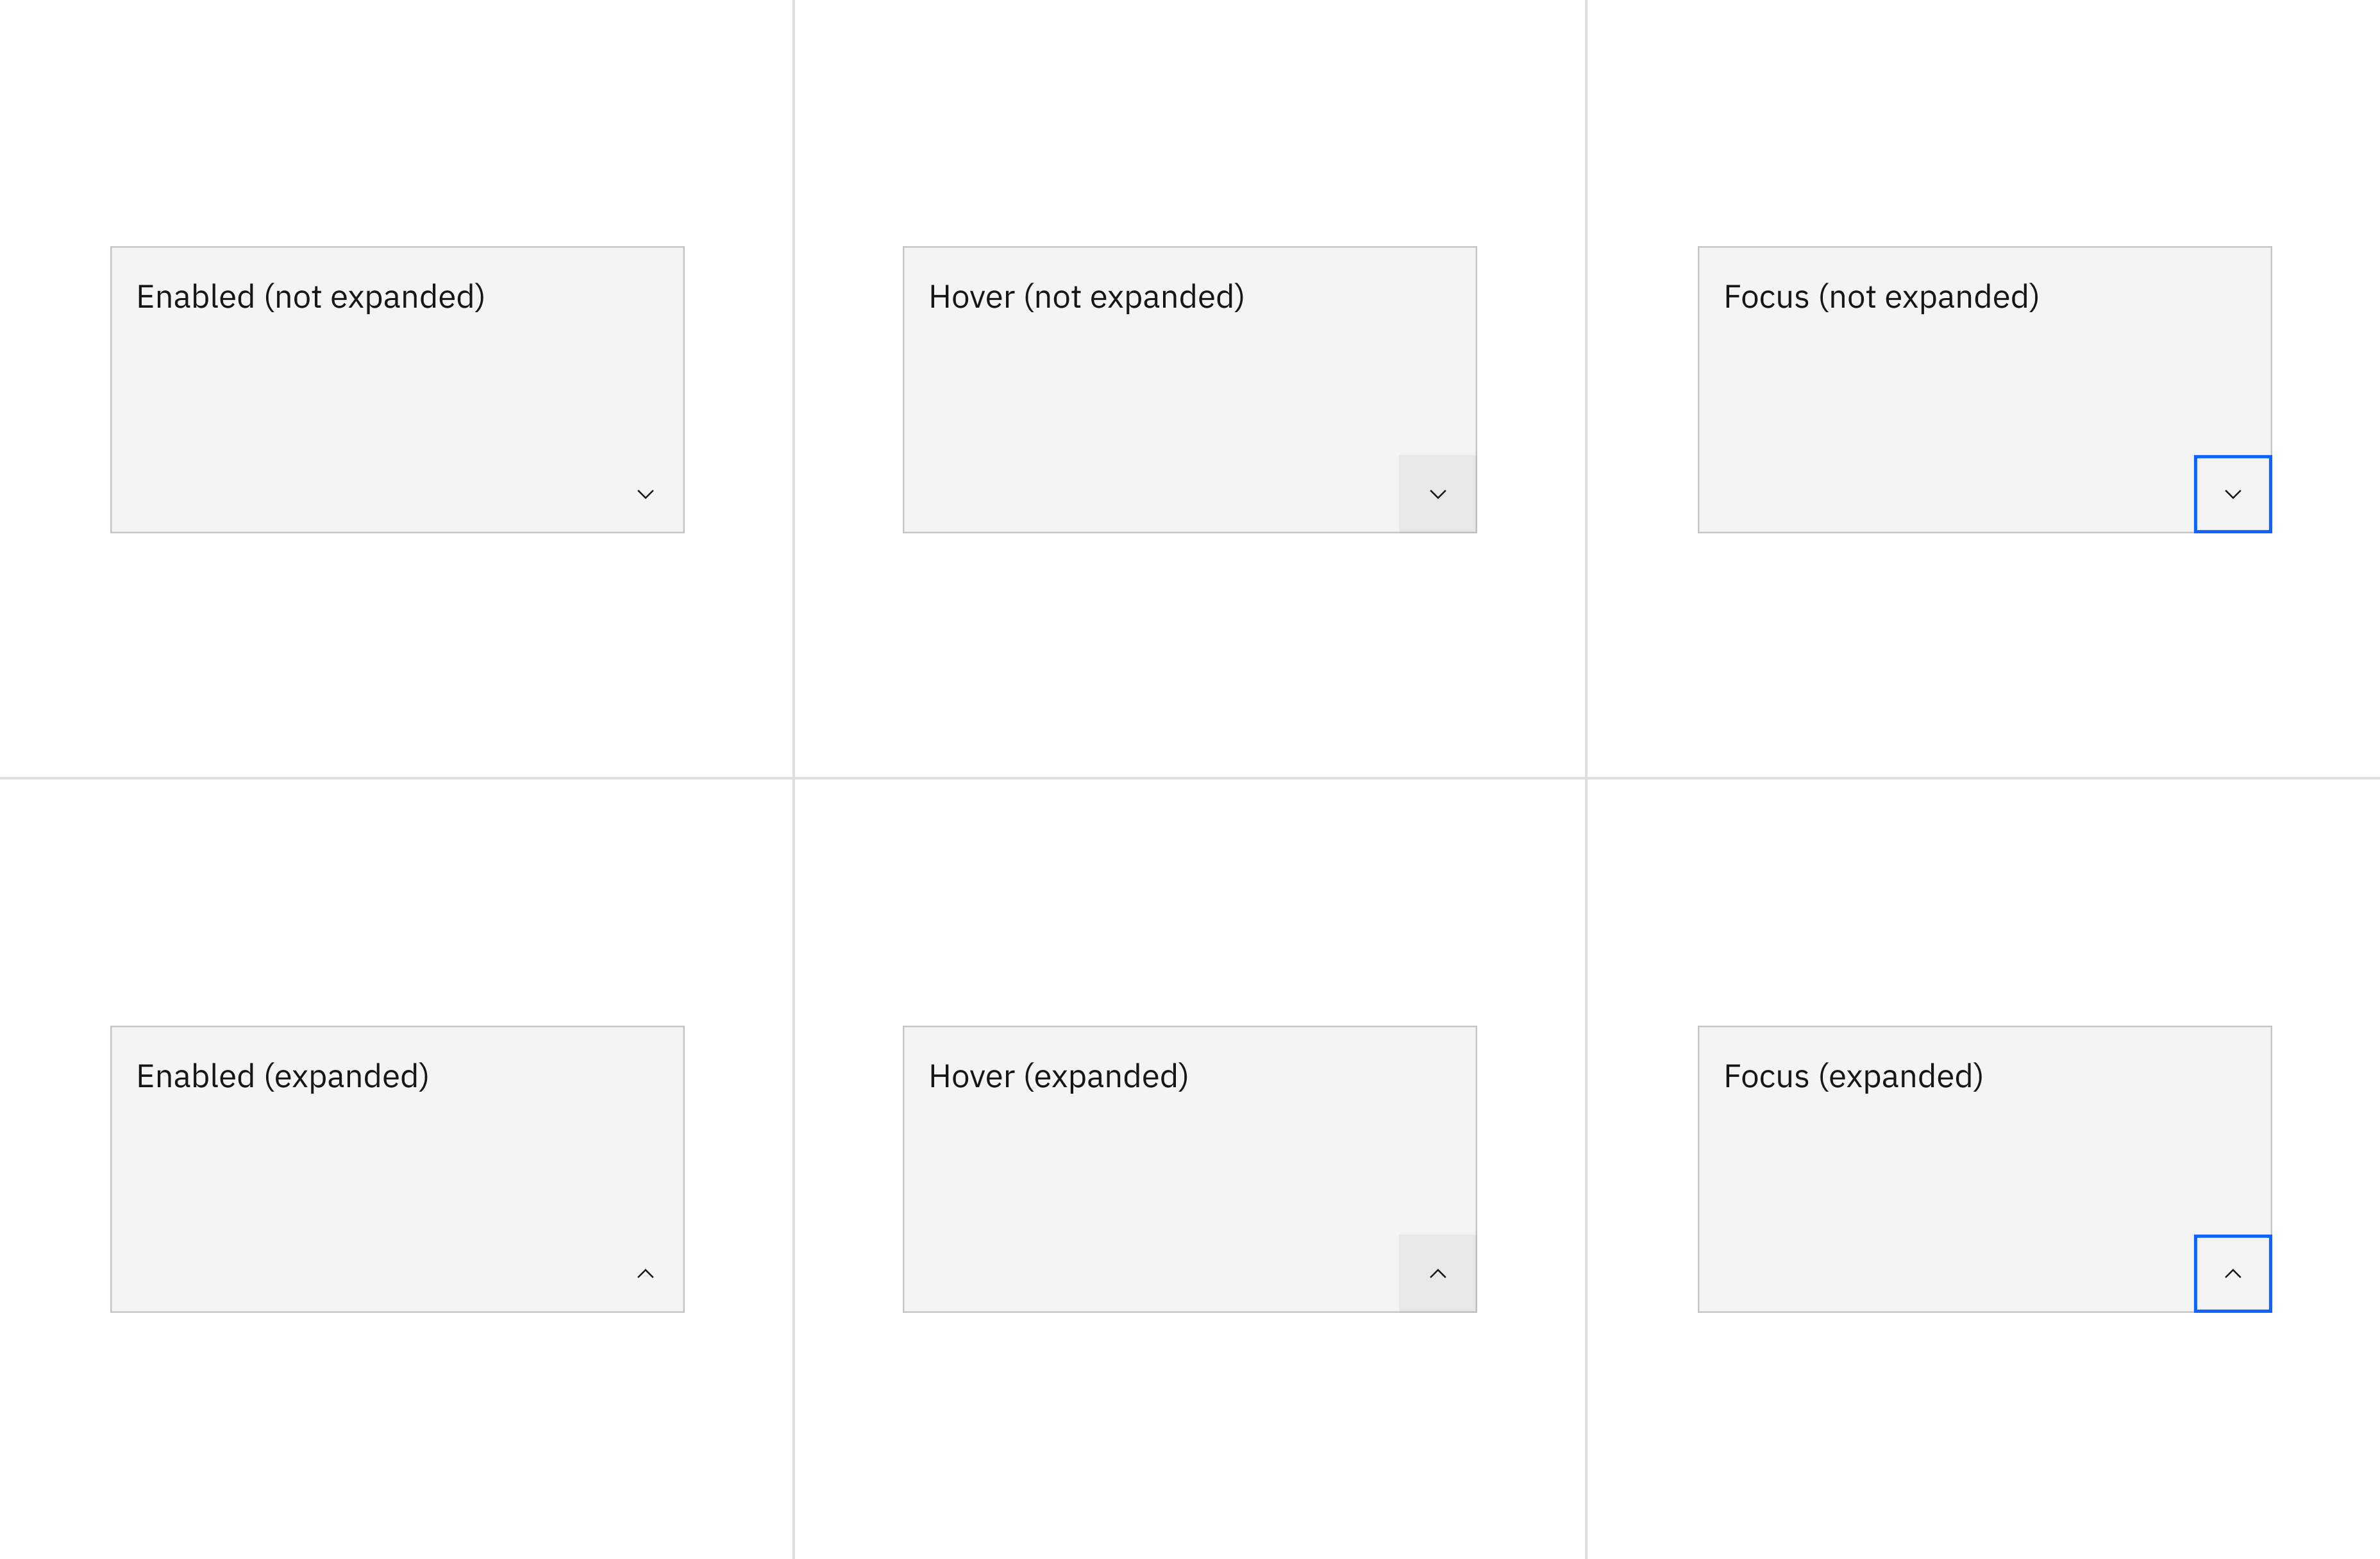 Enabled (not expanded)
Hover (not expanded)
Focus (not expanded)
Enabled (expanded)
Hover (expanded)
Focus (expanded)